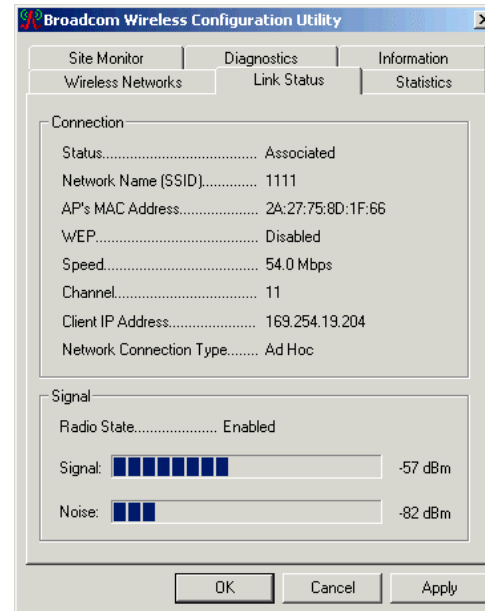 Broadcom Wireless Configuration Utility
Site Monitor Diagnostics Information
Wireless Networks Link Status Statistics
Connection
Status..................................... Associated
Network Name (SSID)............. 1111
AP's MAC Address................... 2A:27:75:8D:1F:66
WEP..................................... Disabled
Speed..................................... 54.0 Mbps
Channel.................................. 11
Client IP Address..................... 169.254.19.204
Network Connection Type........ Ad Hoc
Signal
Radio State.................... Enabled
Signal: -57 dBm
Noise: -82 dBm
OK Cancel Apply